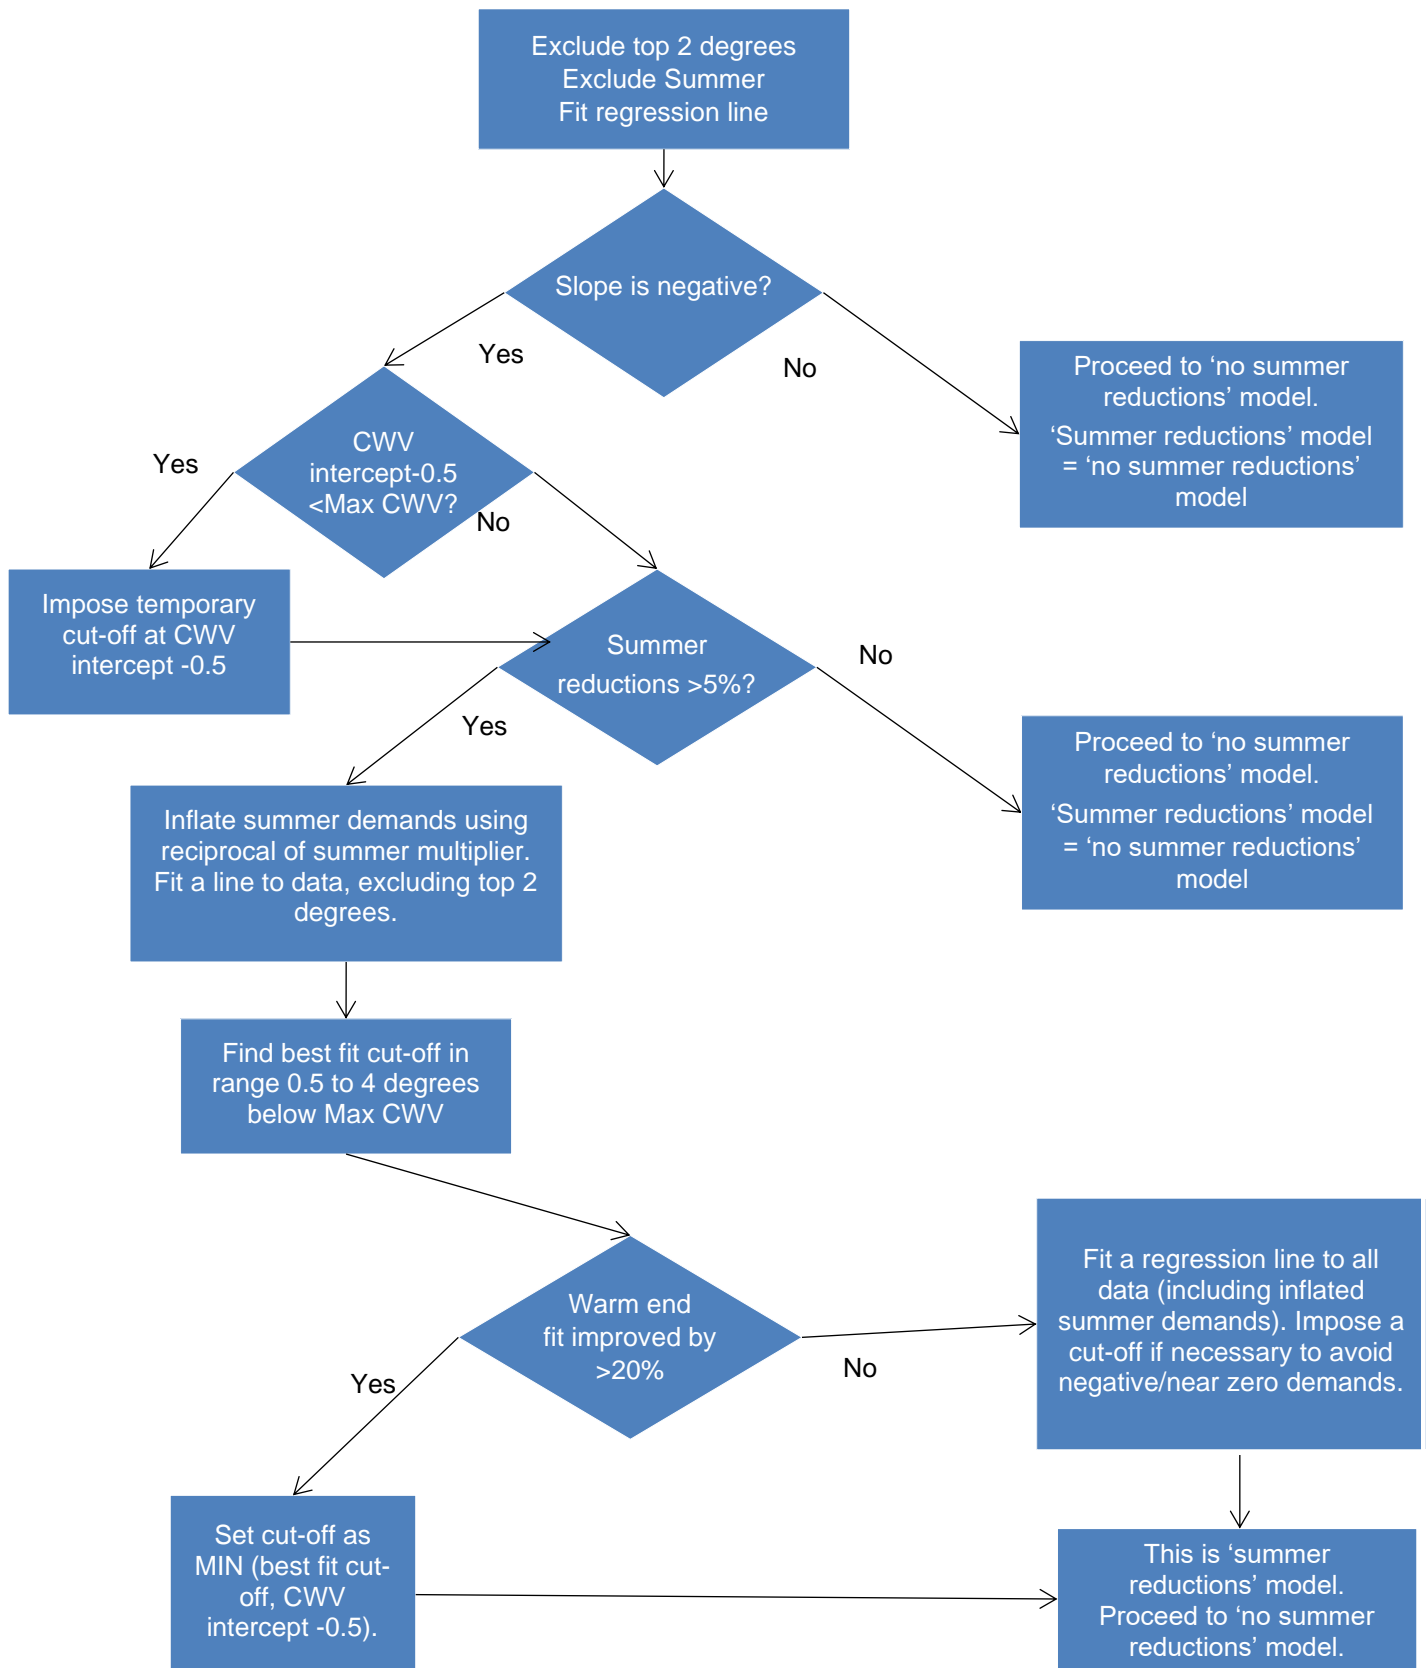 Exclude top 2 degrees
Exclude Summer
Fit regression line
Slope is negative?
Yes
No
Proceed to ‘no summer
reductions’ model.
‘Summer reductions’ model
= ‘no summer reductions’
model
CWV
intercept-0.5
<Max CWV?
Yes
No
Impose temporary
cut-off at CWV
intercept -0.5
Summer
reductions >5%?
No
Yes
Proceed to ‘no summer
reductions’ model.
‘Summer reductions’ model
= ‘no summer reductions’
model
Inflate summer demands using
reciprocal of summer multiplier.
Fit a line to data, excluding top 2
degrees.
Find best fit cut-off in
range 0.5 to 4 degrees
below Max CWV
Warm end
fit improved by
>20%
Yes
No
Fit a regression line to all
data (including inflated
summer demands). Impose a
cut-off if necessary to avoid
negative/near zero demands.
Set cut-off as
MIN (best fit cut-
off, CWV
intercept -0.5).
This is ‘summer
reductions’ model.
Proceed to ‘no summer
reductions’ model.